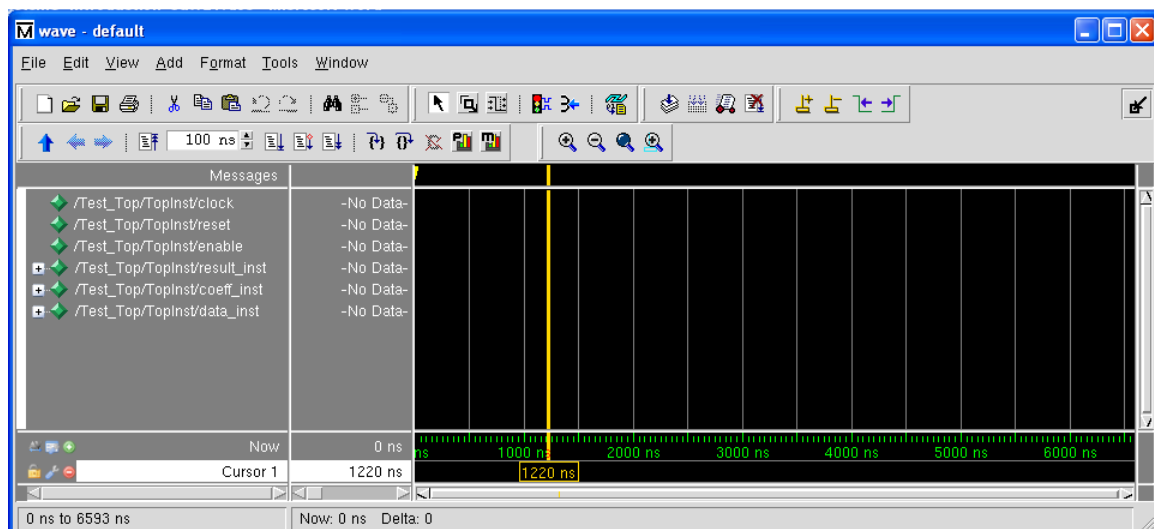 wave - default
File Edit View Add Format Tools Window
100 ns
Messages
/Test_Top/TopInst/clock -No Data-
/Test_Top/TopInst/reset -No Data-
/Test_Top/TopInst/enable -No Data-
/Test_Top/TopInst/result_inst -No Data-
/Test_Top/TopInst/coeff_inst -No Data-
/Test_Top/TopInst/data_inst -No Data-
Now 0 ns ns 1000 ns 2000 ns 3000 ns 4000 ns 5000 ns 6000 ns
Cursor 1 1220 ns 1220 ns
0 ns to 6593 ns Now: 0 ns Delta: 0